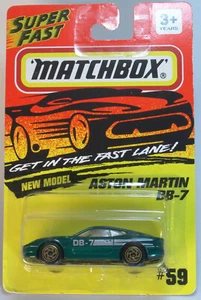 SUPER
FAST
3+
YEARS
MATCHBOX
GET IN THE FAST LANE!
NEW MODEL
ASTON MARTIN
DB-7
DB-7
#59